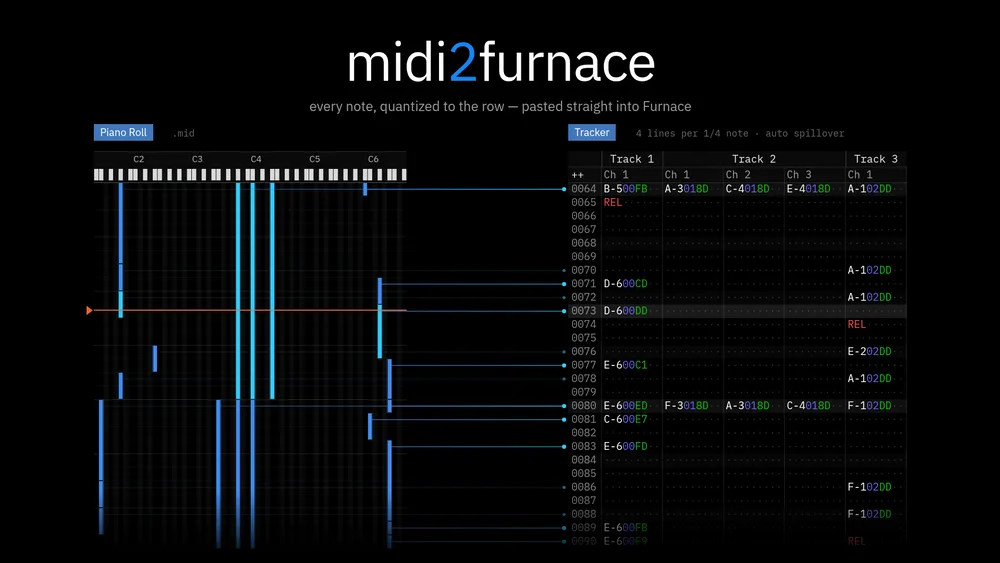 midi2furnace
every note, quantized to the row — pasted straight into Furnace
Piano Roll .mid
Tracker 4 lines per 1/4 note · auto spillover
C2 C3 C4 C5 C6
Track 1 Track 2 Track 3
++ Ch 1 Ch 1 Ch 2 Ch 3 Ch 1
0064 B-500FB A-3018D C-4018D E-4018D A-102DD
0065 REL
0066
0067
0068
0069
0070 A-102DD
0071 D-600CD
0072 A-102DD
0073 D-600DD
0074 REL
0075
0076 E-202DD
0077 E-600C1
0078 A-102DD
0079
0080 E-600ED F-3018D A-3018D C-4018D F-102DD
0081 C-600E7
0082
0083 E-600FD
0084
0085
0086 F-102DD
0087
0088 F-102DD
0089 E-600FB
0090 REL